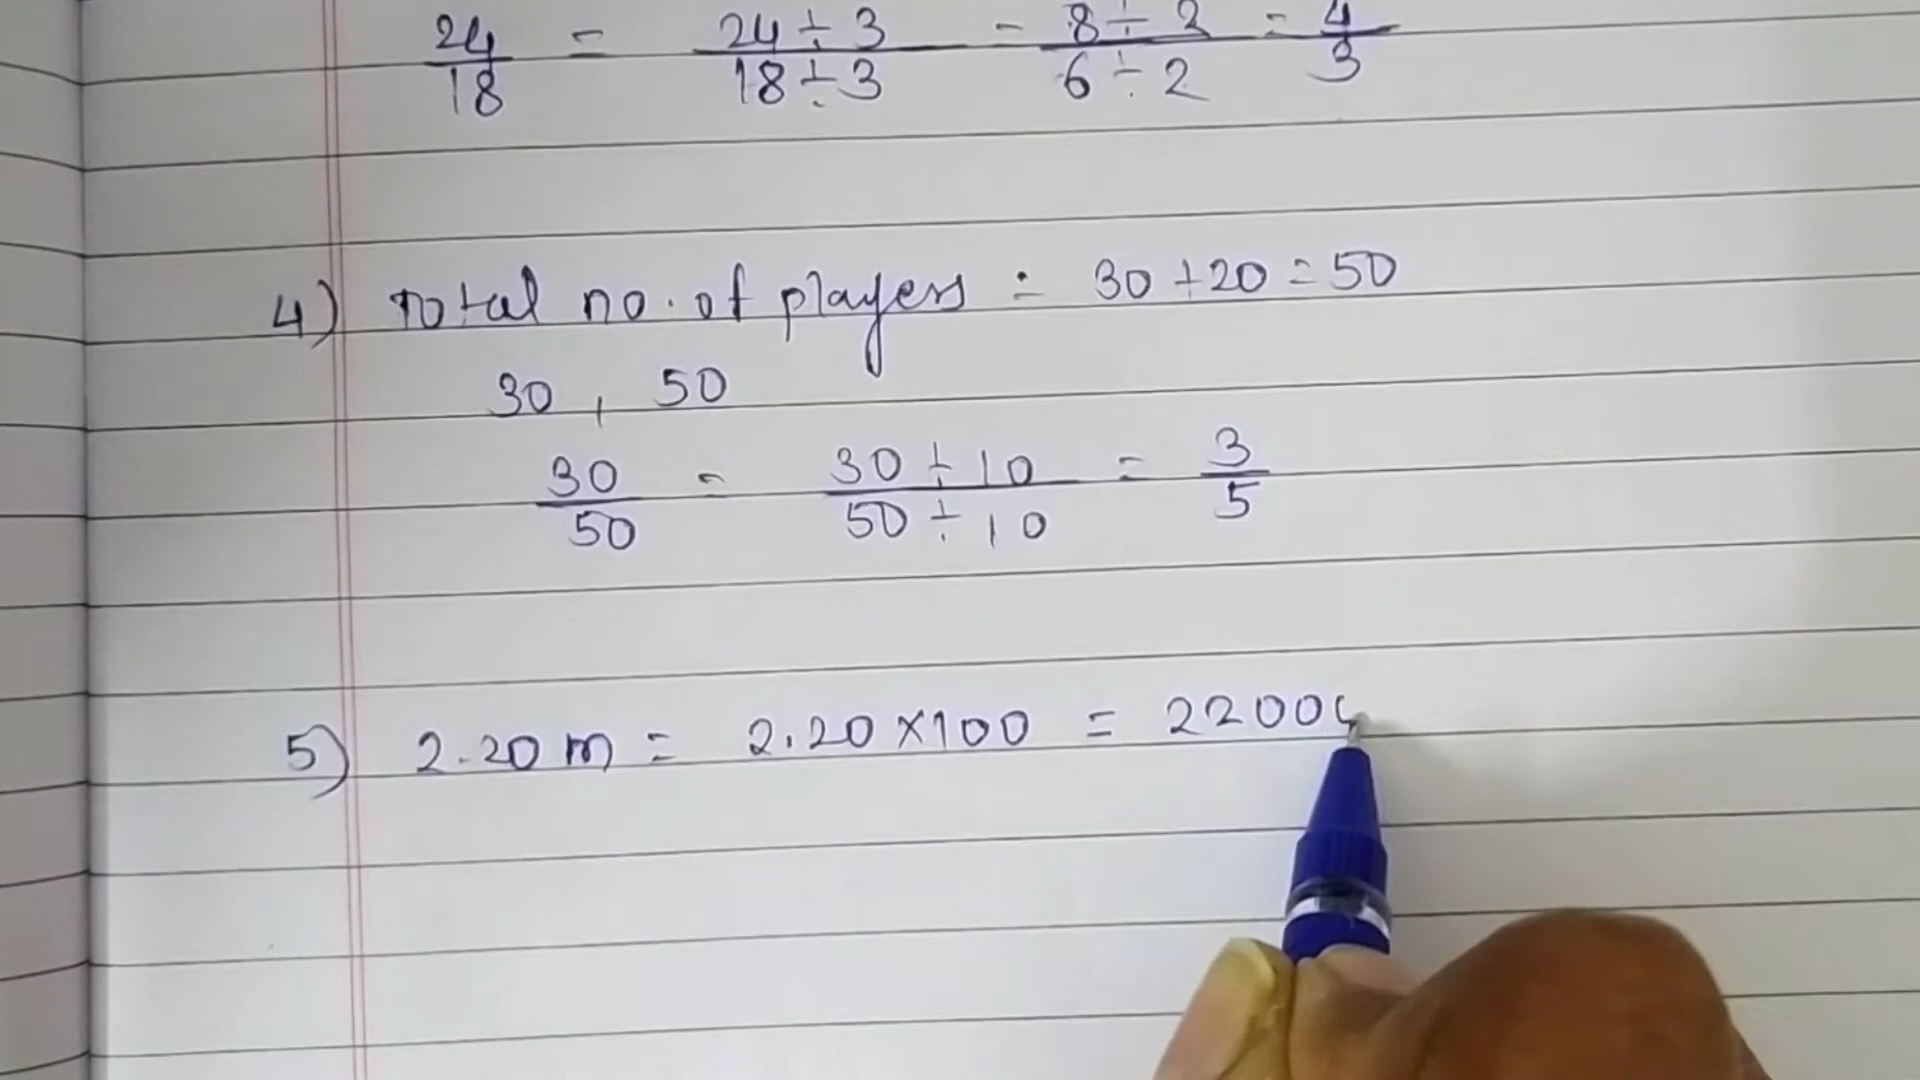 24/18 = 24÷3/18÷3 = 8÷2/6÷2 = 4/3
4) Total no. of players = 30+20=50
30, 50
30/50 = 30÷10/50÷10 = 3/5
5) 2.20 m = 2.20×100 = 2200